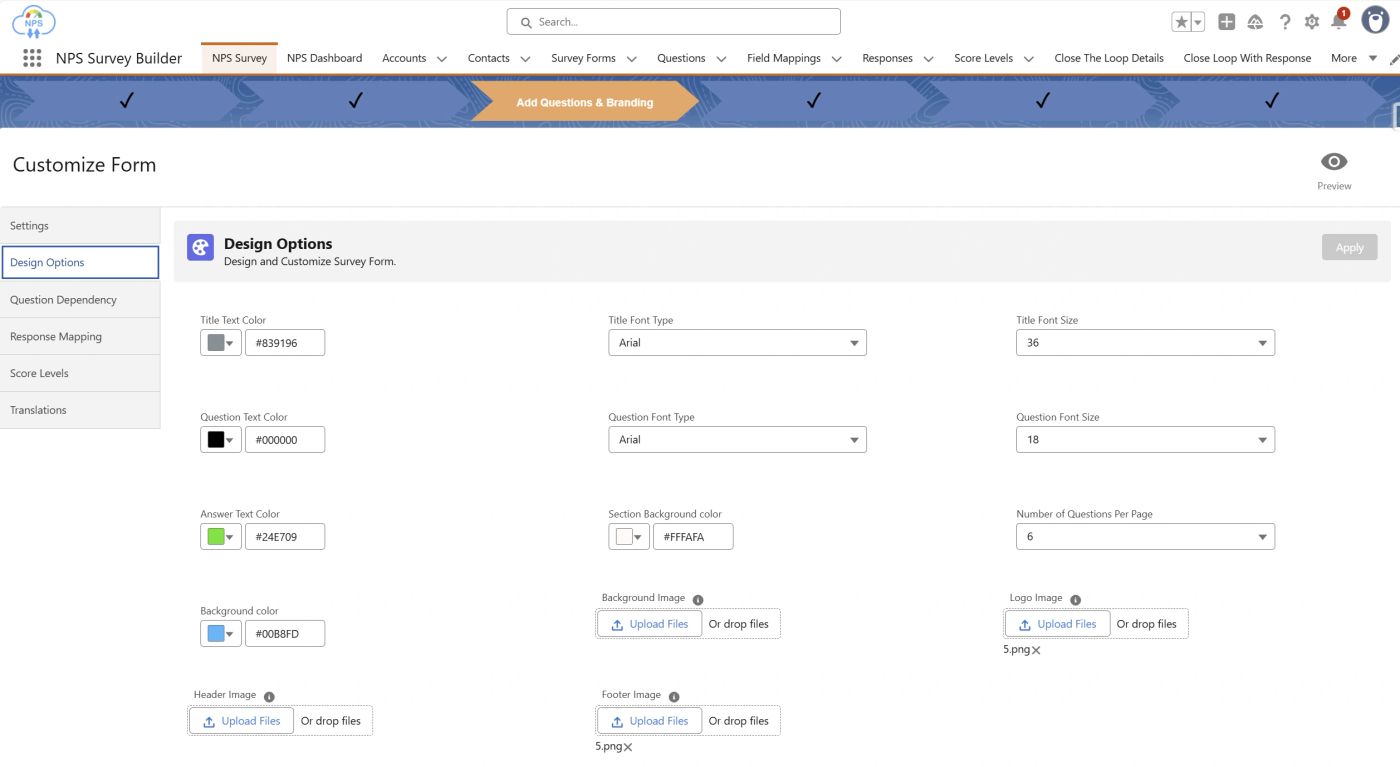 NPS
Search...
1
NPS Survey Builder
NPS Survey
NPS Dashboard
Accounts
Contacts
Survey Forms
Questions
Field Mappings
Responses
Score Levels
Close The Loop Details
Close Loop With Response
More
Add Questions & Branding
Customize Form
Preview
Settings
Design Options
Question Dependency
Response Mapping
Score Levels
Translations
Design Options
Design and Customize Survey Form.
Apply
Title Text Color
#839196
Title Font Type
Arial
Title Font Size
36
Question Text Color
#000000
Question Font Type
Arial
Question Font Size
18
Answer Text Color
#24E709
Section Background color
#FFFAFA
Number of Questions Per Page
6
Background color
#00B8FD
Background Image
Upload Files Or drop files
Logo Image
Upload Files Or drop files
5.png
Header Image
Upload Files Or drop files
Footer Image
Upload Files Or drop files
5.png